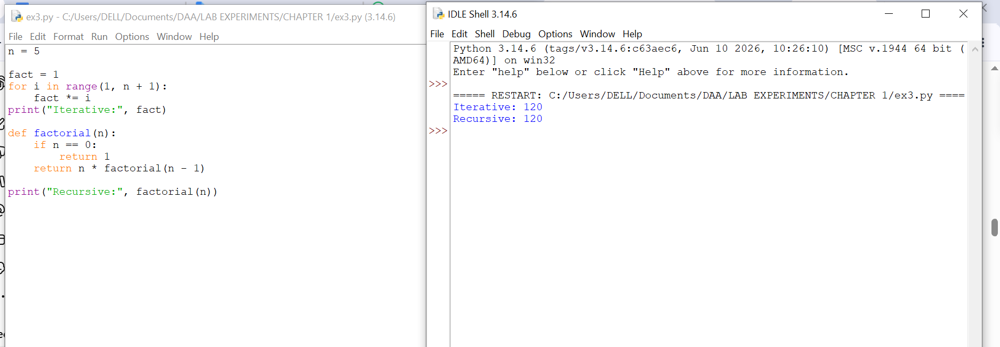 ex3.py - C:/Users/DELL/Documents/DAA/LAB EXPERIMENTS/CHAPTER 1/ex3.py (3.14.6)
File Edit Format Run Options Window Help
n = 5

fact = 1
for i in range(1, n + 1):
    fact *= i
print("Iterative:", fact)

def factorial(n):
    if n == 0:
        return 1
    return n * factorial(n - 1)

print("Recursive:", factorial(n))
IDLE Shell 3.14.6
File Edit Shell Debug Options Window Help
Python 3.14.6 (tags/v3.14.6:c63aec6, Jun 10 2026, 10:26:10) [MSC v.1944 64 bit (
AMD64)] on win32
Enter "help" below or click "Help" above for more information.
>>>
===== RESTART: C:/Users/DELL/Documents/DAA/LAB EXPERIMENTS/CHAPTER 1/ex3.py ====
Iterative: 120
Recursive: 120
>>>